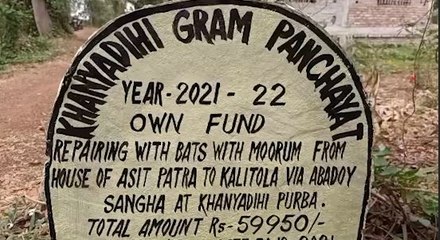 KHANYADIHI GRAM PANCHAYAT
YEAR-2021-22
OWN FUND
REPAIRING WITH BATS WITH MOORUM FROM
HOUSE OF ASIT PATRA TO KALITOLA VIA ABADOY
SANGHA AT KHANYADIHI PURBA.
TOTAL AMOUNT RS-59950/-